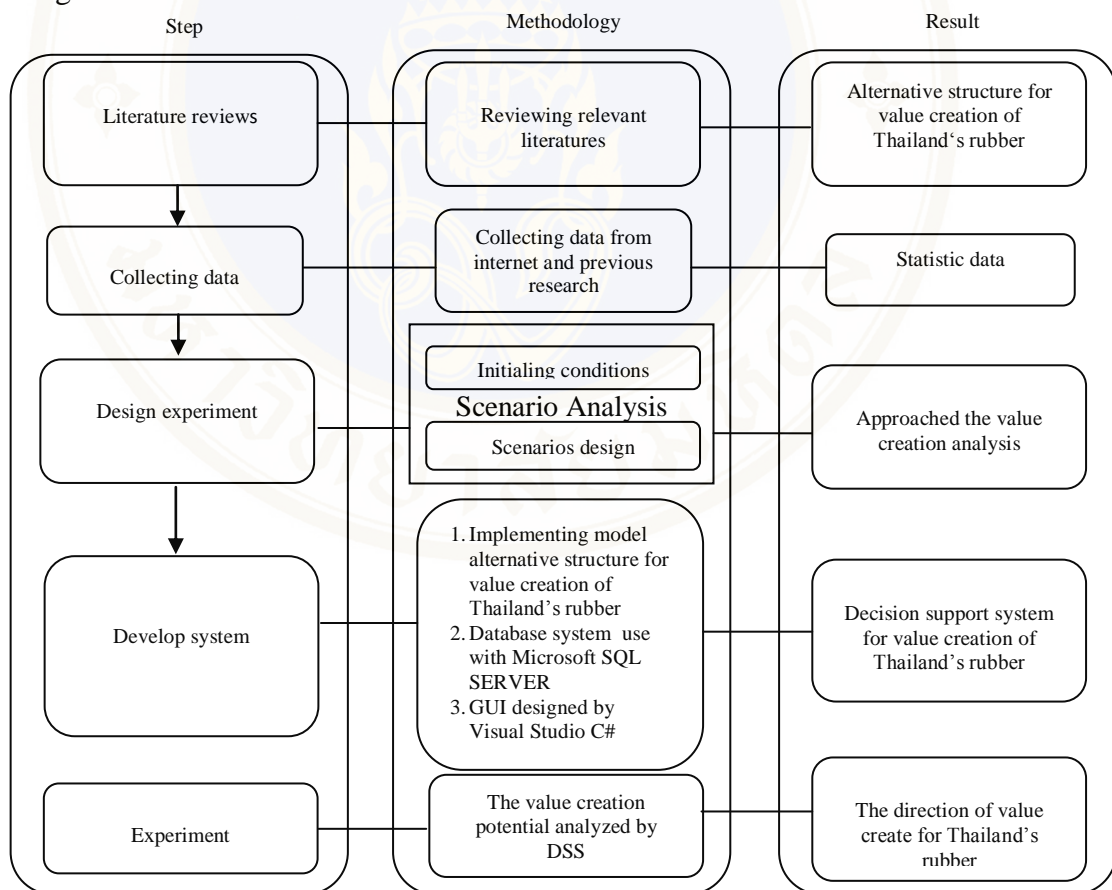 Step
Methodology
Result
Literature reviews
Reviewing relevant
literatures
Alternative structure for
value creation of
Thailand‘s rubber
Collecting data
Collecting data from
internet and previous
research
Statistic data
Design experiment
Initialing conditions
Scenario Analysis
Scenarios design
Approached the value
creation analysis
Develop system
1. Implementing model
alternative structure for
value creation of
Thailand’s rubber
2. Database system use
with Microsoft SQL
SERVER
3. GUI designed by
Visual Studio C#
Decision support system
for value creation of
Thailand’s rubber
Experiment
The value creation
potential analyzed by
DSS
The direction of value
create for Thailand’s
rubber